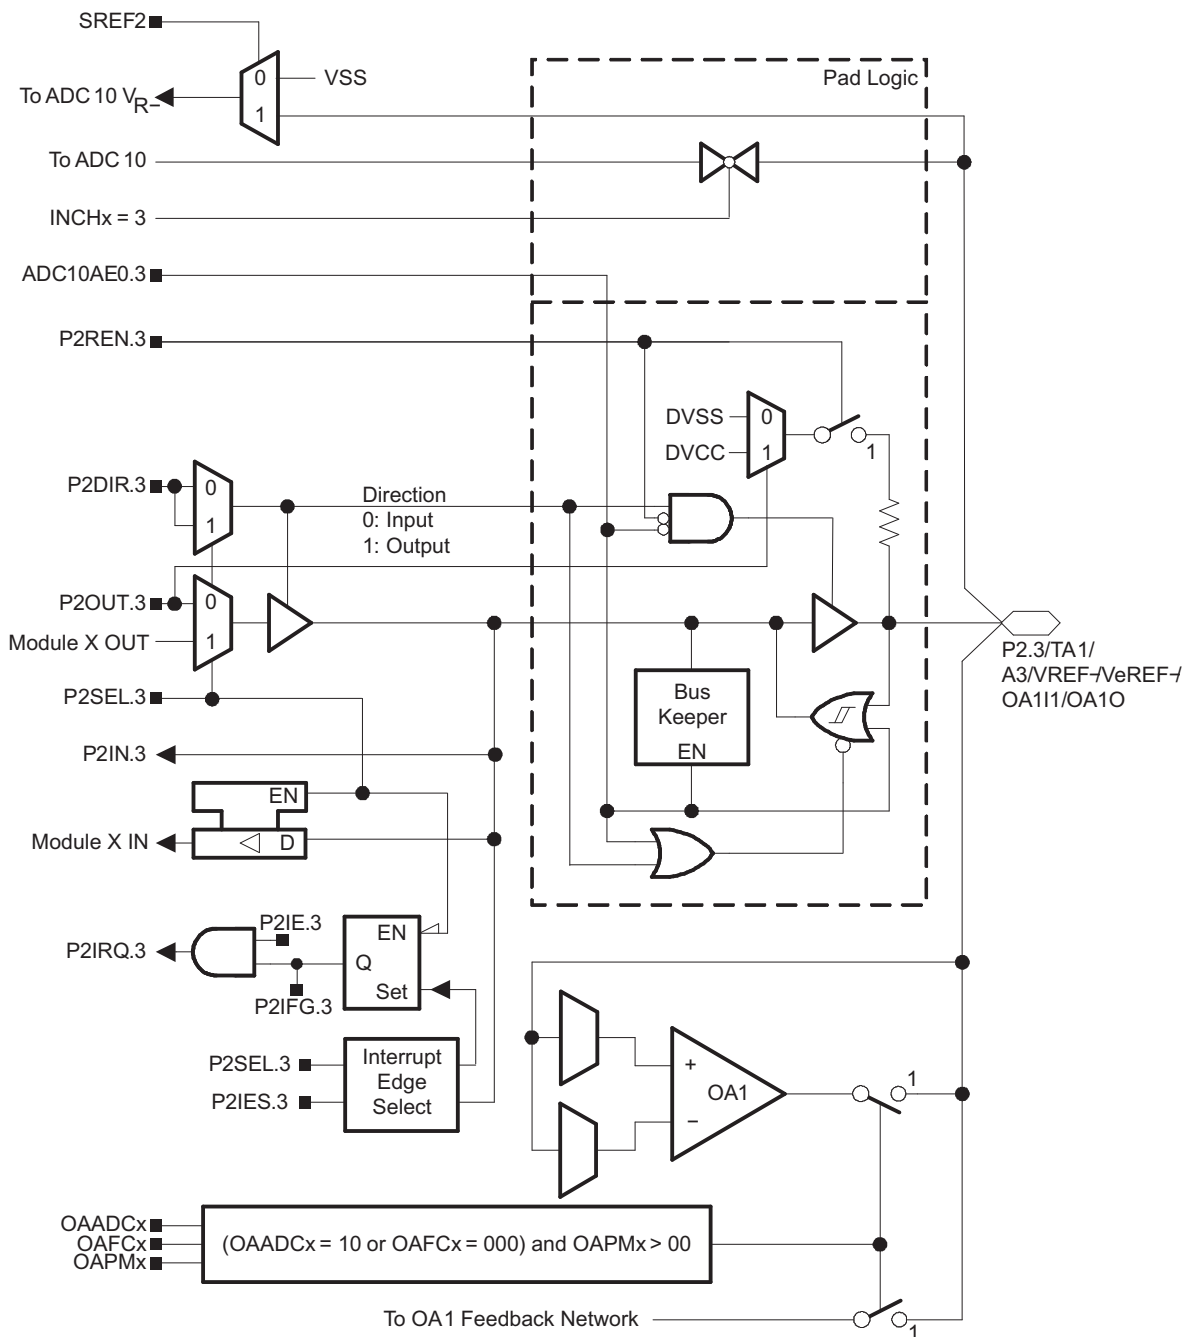 SREF2
0
VSS
Pad Logic
To ADC 10 VR−
1
To ADC 10
INCHx = 3
ADC10AE0.3
P2REN.3
DVSS
0
DVCC
1
1
P2DIR.3
0
1
Direction
0: Input
1: Output
P2OUT.3
0
Module X OUT
1
P2.3/TA1/
A3/VREF−/VeREF−/
OA1I1/OA1O
P2SEL.3
Bus
Keeper
EN
P2IN.3
EN
Module X IN
D
P2IE.3
P2IRQ.3
EN
Q
Set
P2IFG.3
P2SEL.3
P2IES.3
Interrupt
Edge
Select
+
OA1
−
1
OAADCx
OAFCx
OAPMx
(OAADCx = 10 or OAFCx = 000) and OAPMx > 00
To OA1 Feedback Network
1